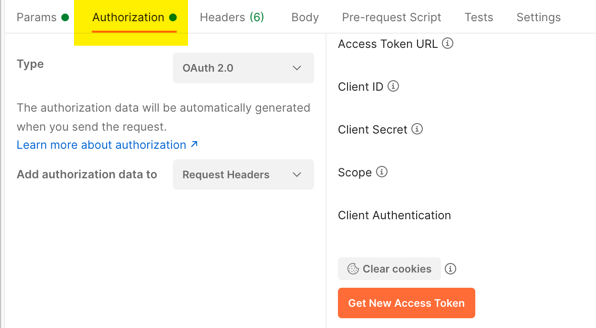 Params Authorization Headers (6) Body Pre-request Script Tests Settings
Type
OAuth 2.0
The authorization data will be automatically generated
when you send the request.
Learn more about authorization ↗
Add authorization data to
Request Headers
Access Token URL
Client ID
Client Secret
Scope
Client Authentication
Clear cookies
Get New Access Token